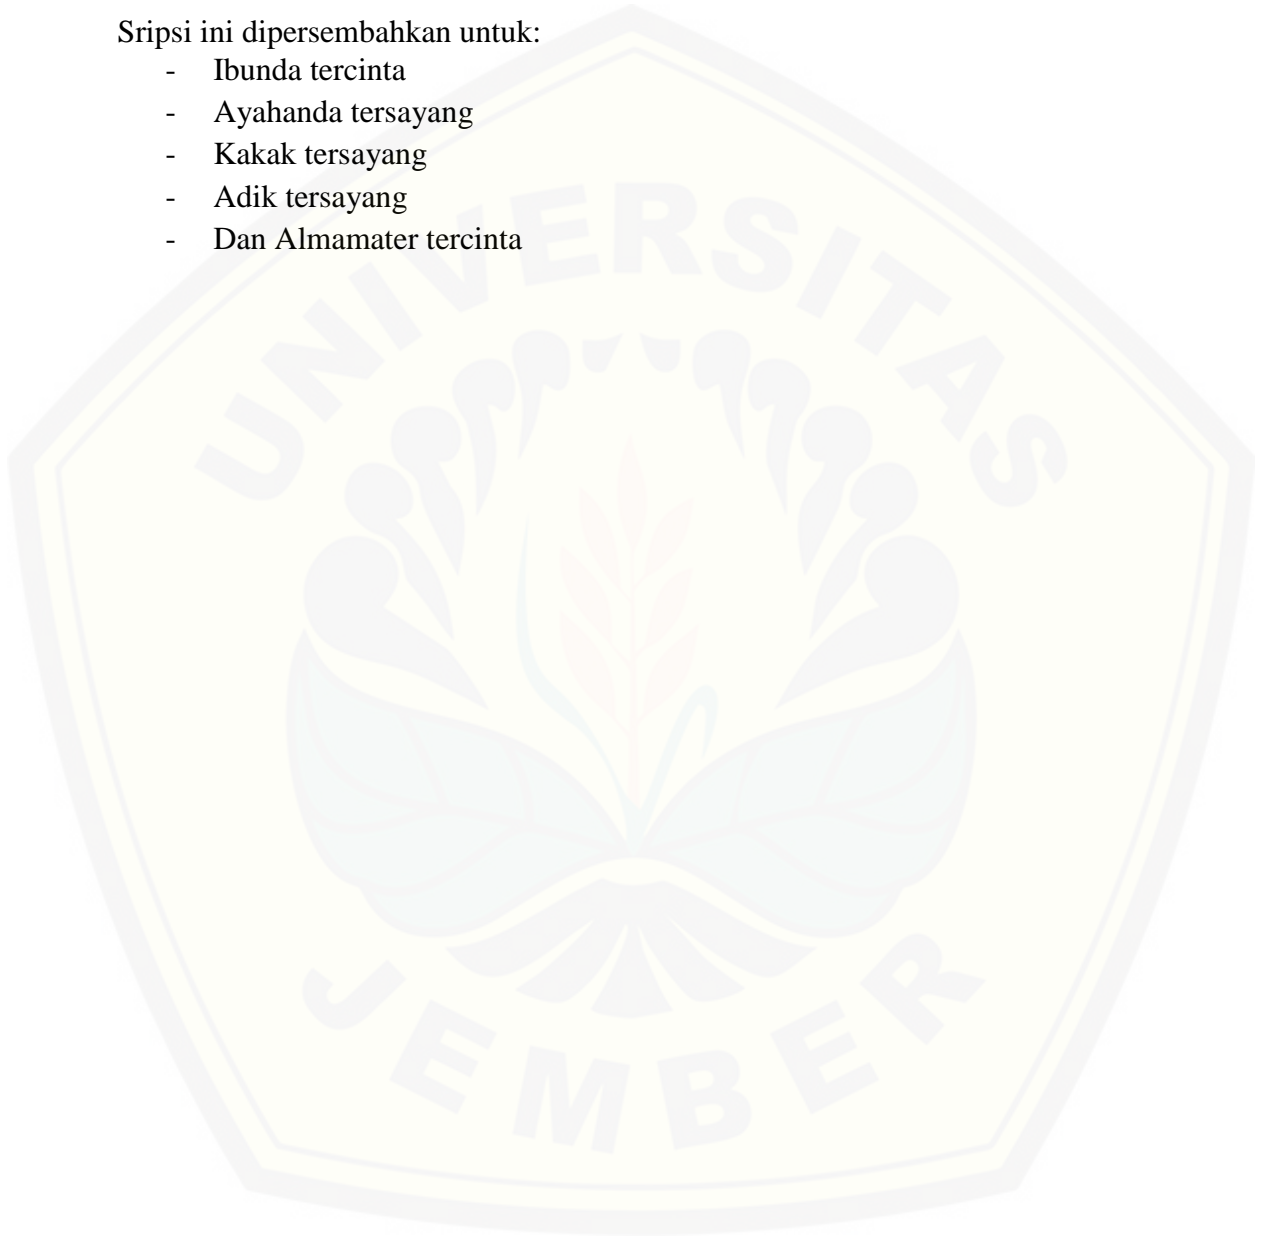 Sripsi ini dipersembahkan untuk:
- Ibunda tercinta
- Ayahanda tersayang
- Kakak tersayang
- Adik tersayang
- Dan Almamater tercinta
UNIVERSITAS
JEMBER